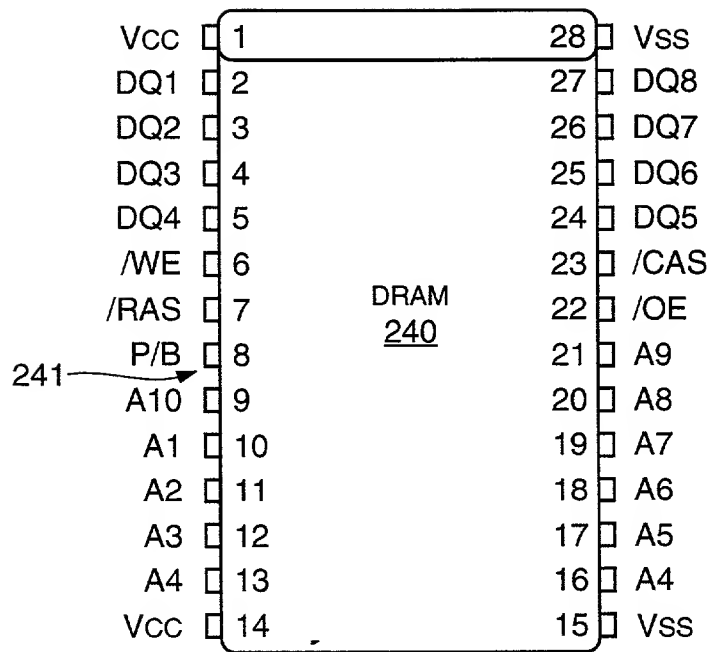 Vcc 1 28 Vss
DQ1 2 27 DQ8
DQ2 3 26 DQ7
DQ3 4 25 DQ6
DQ4 5 24 DQ5
/WE 6 23 /CAS
/RAS 7 DRAM 22 /OE
240
P/B 8 21 A9
241
A10 9 20 A8
A1 10 19 A7
A2 11 18 A6
A3 12 17 A5
A4 13 16 A4
Vcc 14 15 Vss